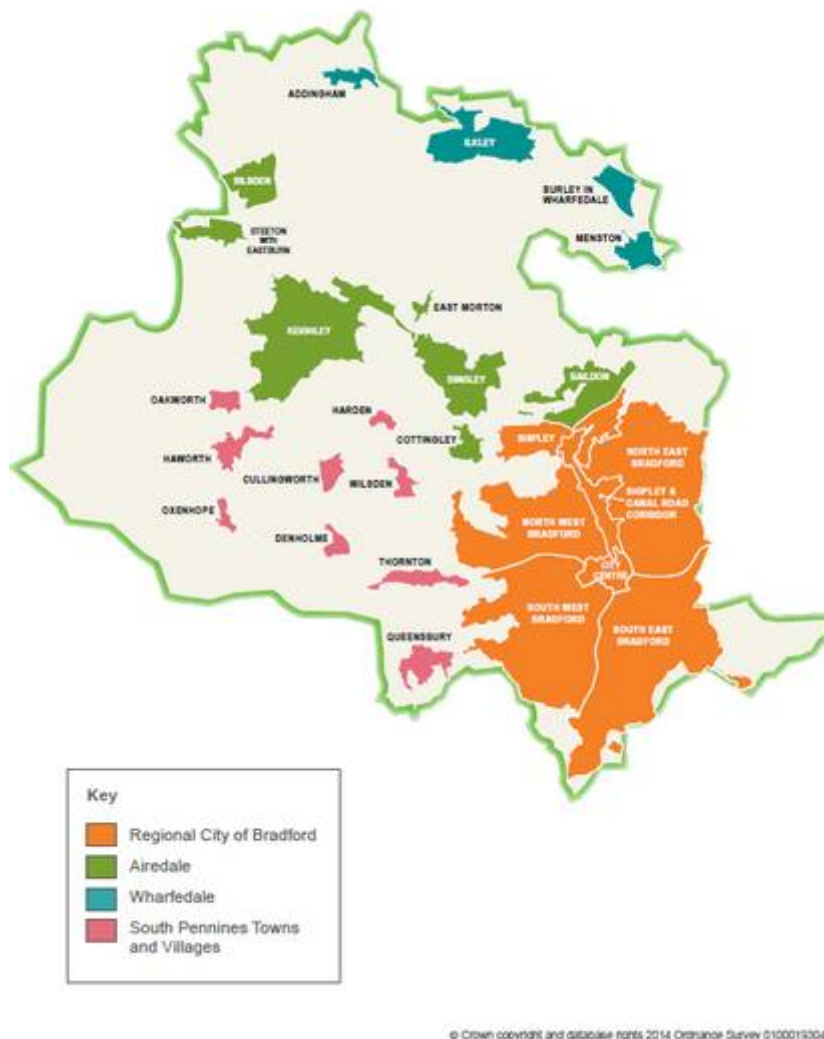 ADDINGHAM
ILKLEY
SILSDEN
BURLEY IN
WHARFEDALE
STEETON
WITH
EASTBURN
MENSTON
EAST MORTON
KEIGHLEY
BINGLEY
BAILDON
OAKWORTH
HARDEN
COTTINGLEY
SHIPLEY
HAWORTH
NORTH EAST
BRADFORD
CULLINGWORTH
WILSDEN
SHIPLEY &
CANAL ROAD
CORRIDOR
OXENHOPE
NORTH WEST
BRADFORD
DENHOLME
THORNTON
CITY
CENTRE
SOUTH WEST
BRADFORD
SOUTH EAST
BRADFORD
QUEENSBURY
Key
Regional City of Bradford
Airedale
Wharfedale
South Pennines Towns
and Villages
© Crown copyright and database rights 2014 Ordnance Survey 0100019304